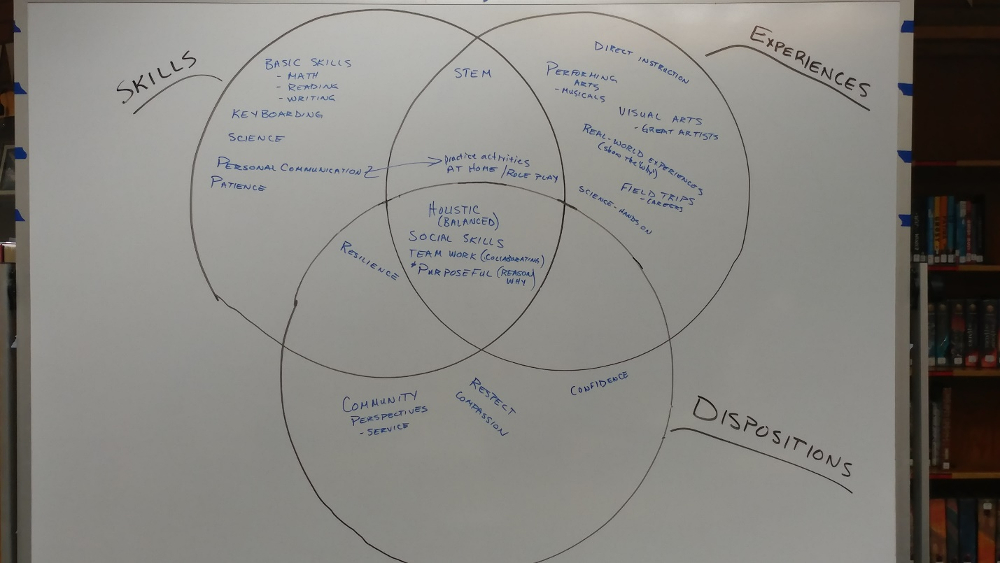 SKILLS
BASIC SKILLS
- MATH
- READING
- WRITING
KEYBOARDING
SCIENCE
PERSONAL COMMUNICATION
PATIENCE
STEM
practice activities
AT HOME / ROLE PLAY
EXPERIENCES
DIRECT INSTRUCTION
PERFORMING
ARTS
- MUSICALS
VISUAL ARTS
- GREAT ARTISTS
REAL-WORLD EXPERIENCES
(show the "why")
FIELD TRIPS
- CAREERS
SCIENCE - HANDS ON
HOLISTIC
(BALANCED)
SOCIAL SKILLS
TEAM WORK (COLLABORATING)
* PURPOSEFUL (REASON
WHY)
RESILIENCE
DISPOSITIONS
COMMUNITY
PERSPECTIVES
- SERVICE
RESPECT
COMPASSION
CONFIDENCE